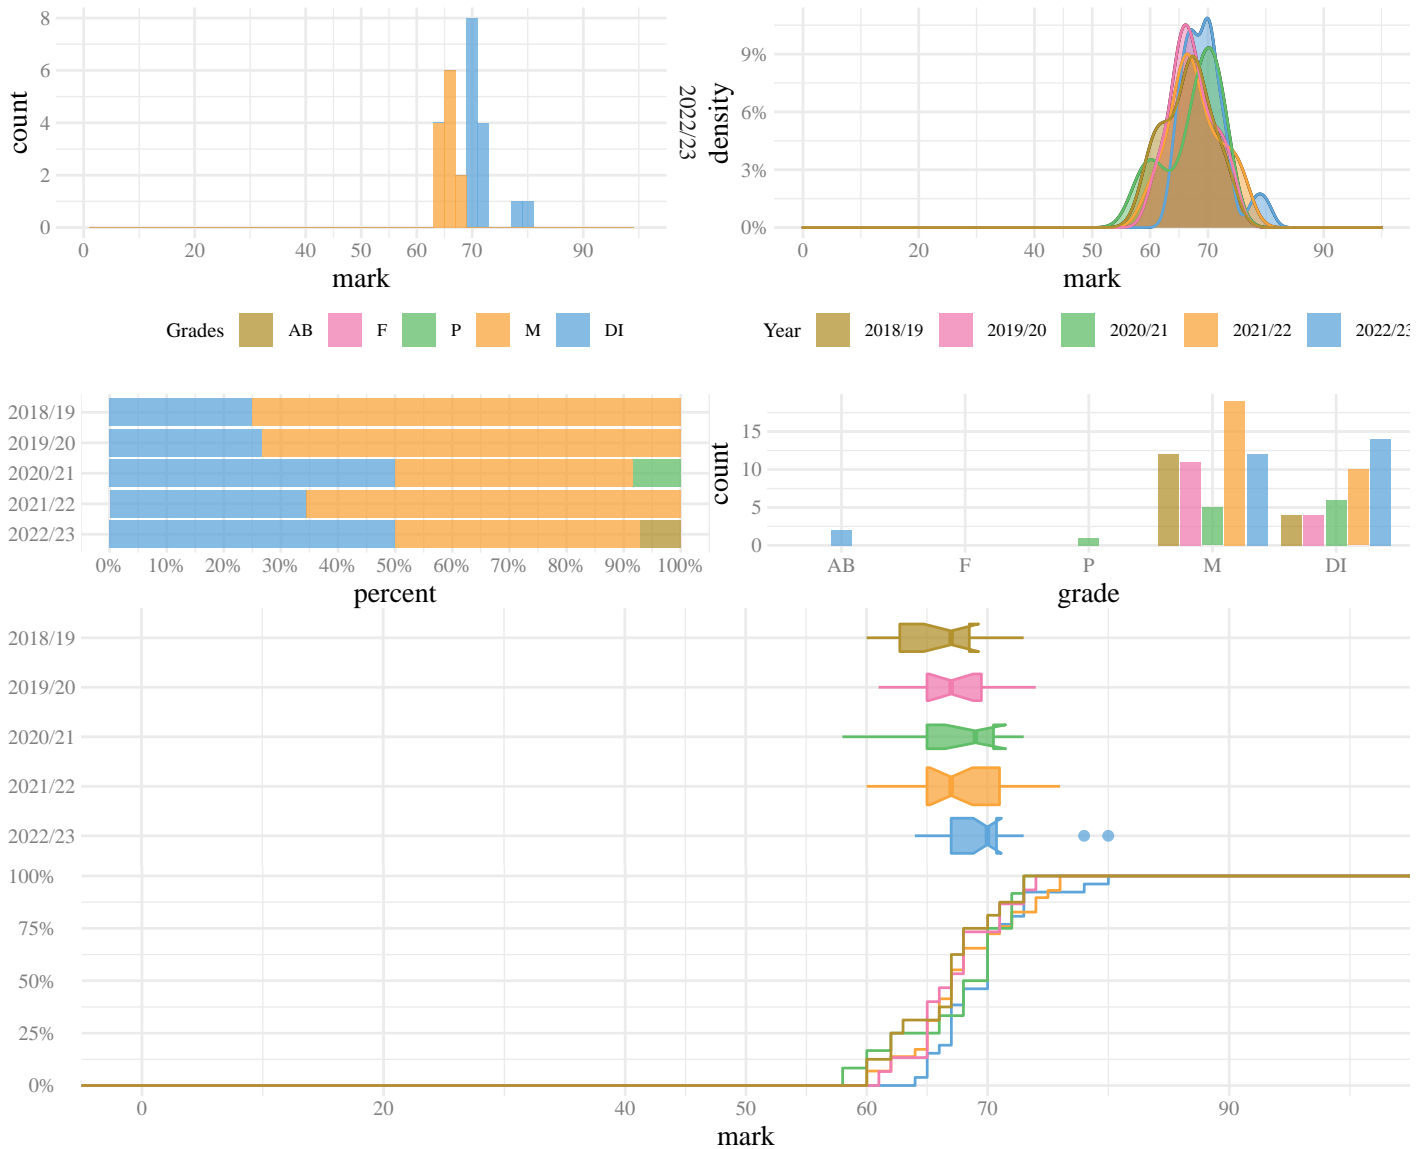 8
6
4
2
0
count
0 20 40 50 60 70 90
mark
2022/23
Grades AB F P M DI
9%
6%
3%
0%
density
0 20 40 50 60 70 90
mark
Year 2018/19 2019/20 2020/21 2021/22 2022/23
2018/19
2019/20
2020/21
2021/22
2022/23
0% 10% 20% 30% 40% 50% 60% 70% 80% 90% 100%
percent
15
10
5
0
count
AB F P M DI
grade
2018/19
2019/20
2020/21
2021/22
2022/23
100%
75%
50%
25%
0%
0 20 40 50 60 70 90
mark